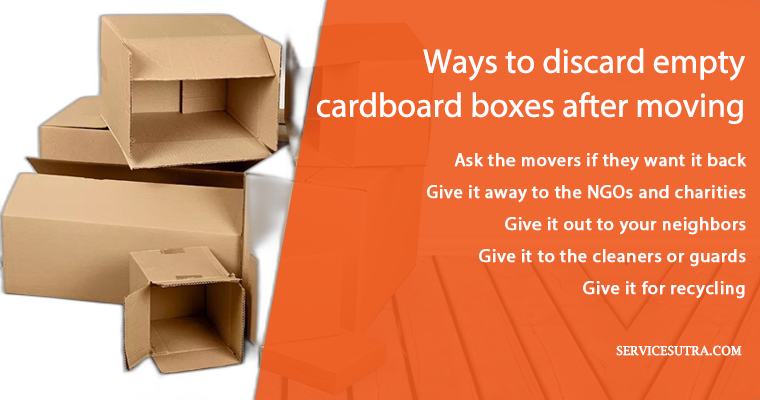 Ways to discard empty
cardboard boxes after moving
Ask the movers if they want it back
Give it away to the NGOs and charities
Give it out to your neighbors
Give it to the cleaners or guards
Give it for recycling
SERVICESUTRA.COM